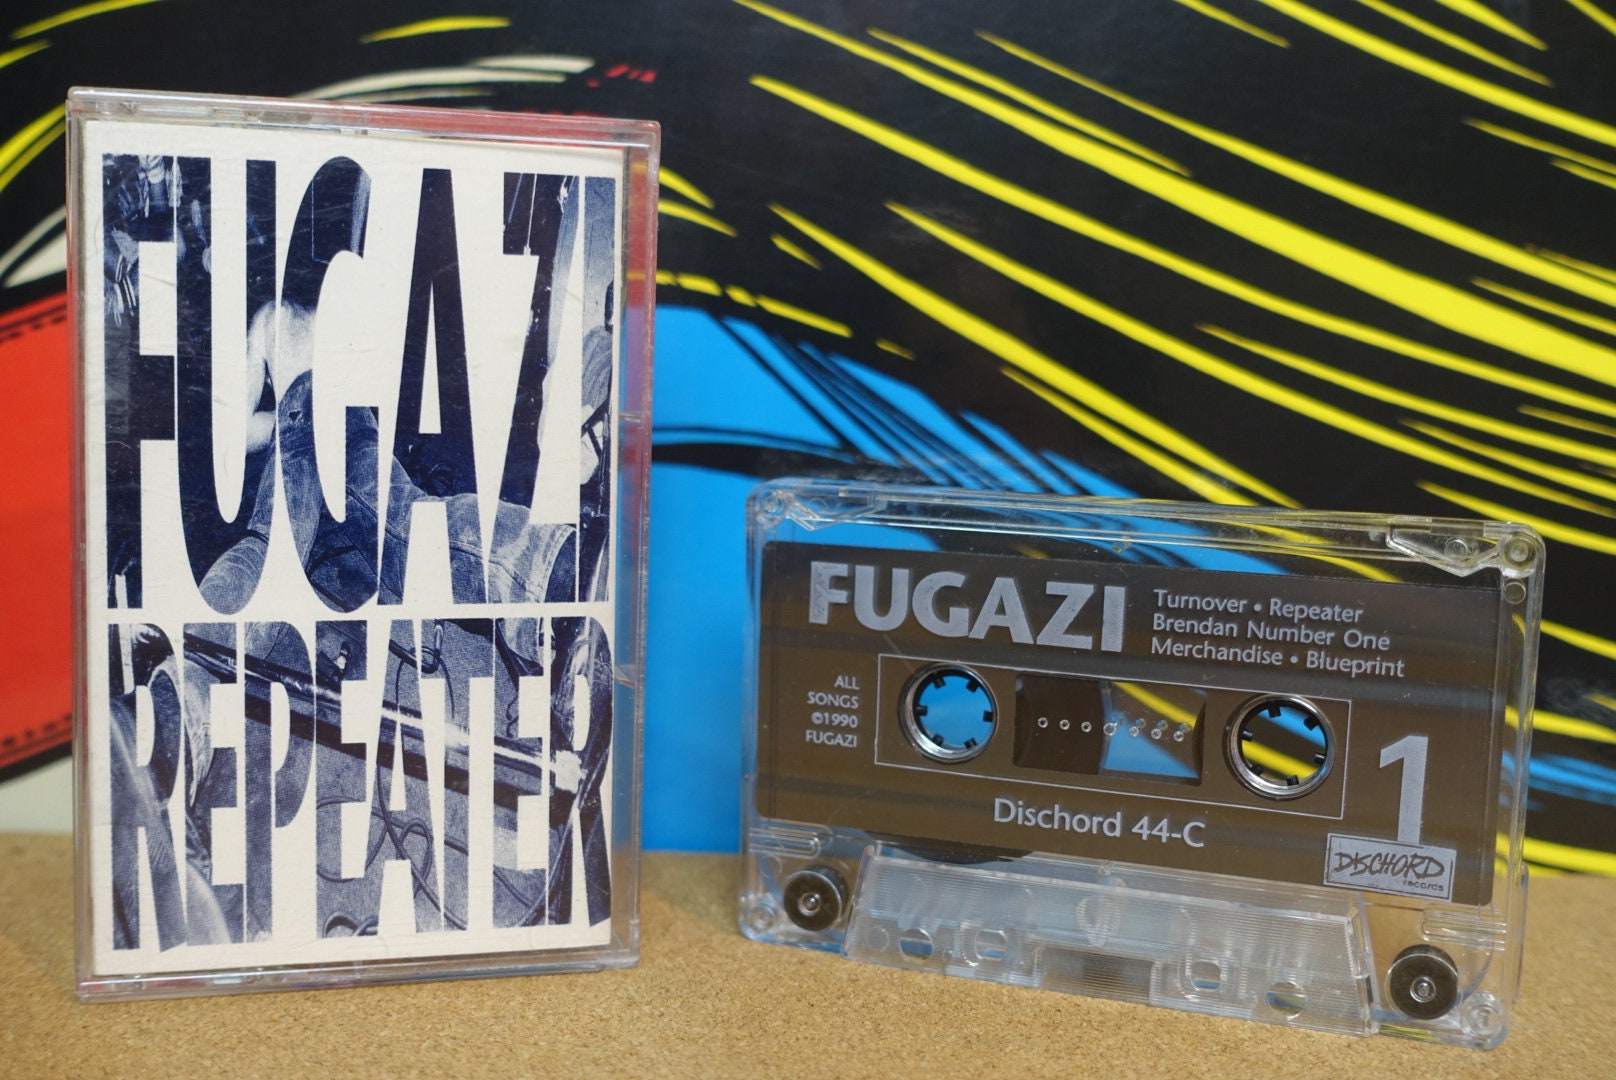 FUGAZI
REPEATER
FUGAZI
Turnover • Repeater
Brendan Number One
Merchandise • Blueprint
ALL
SONGS
©1990
FUGAZI
1
Dischord 44-C
DISCHORD
records